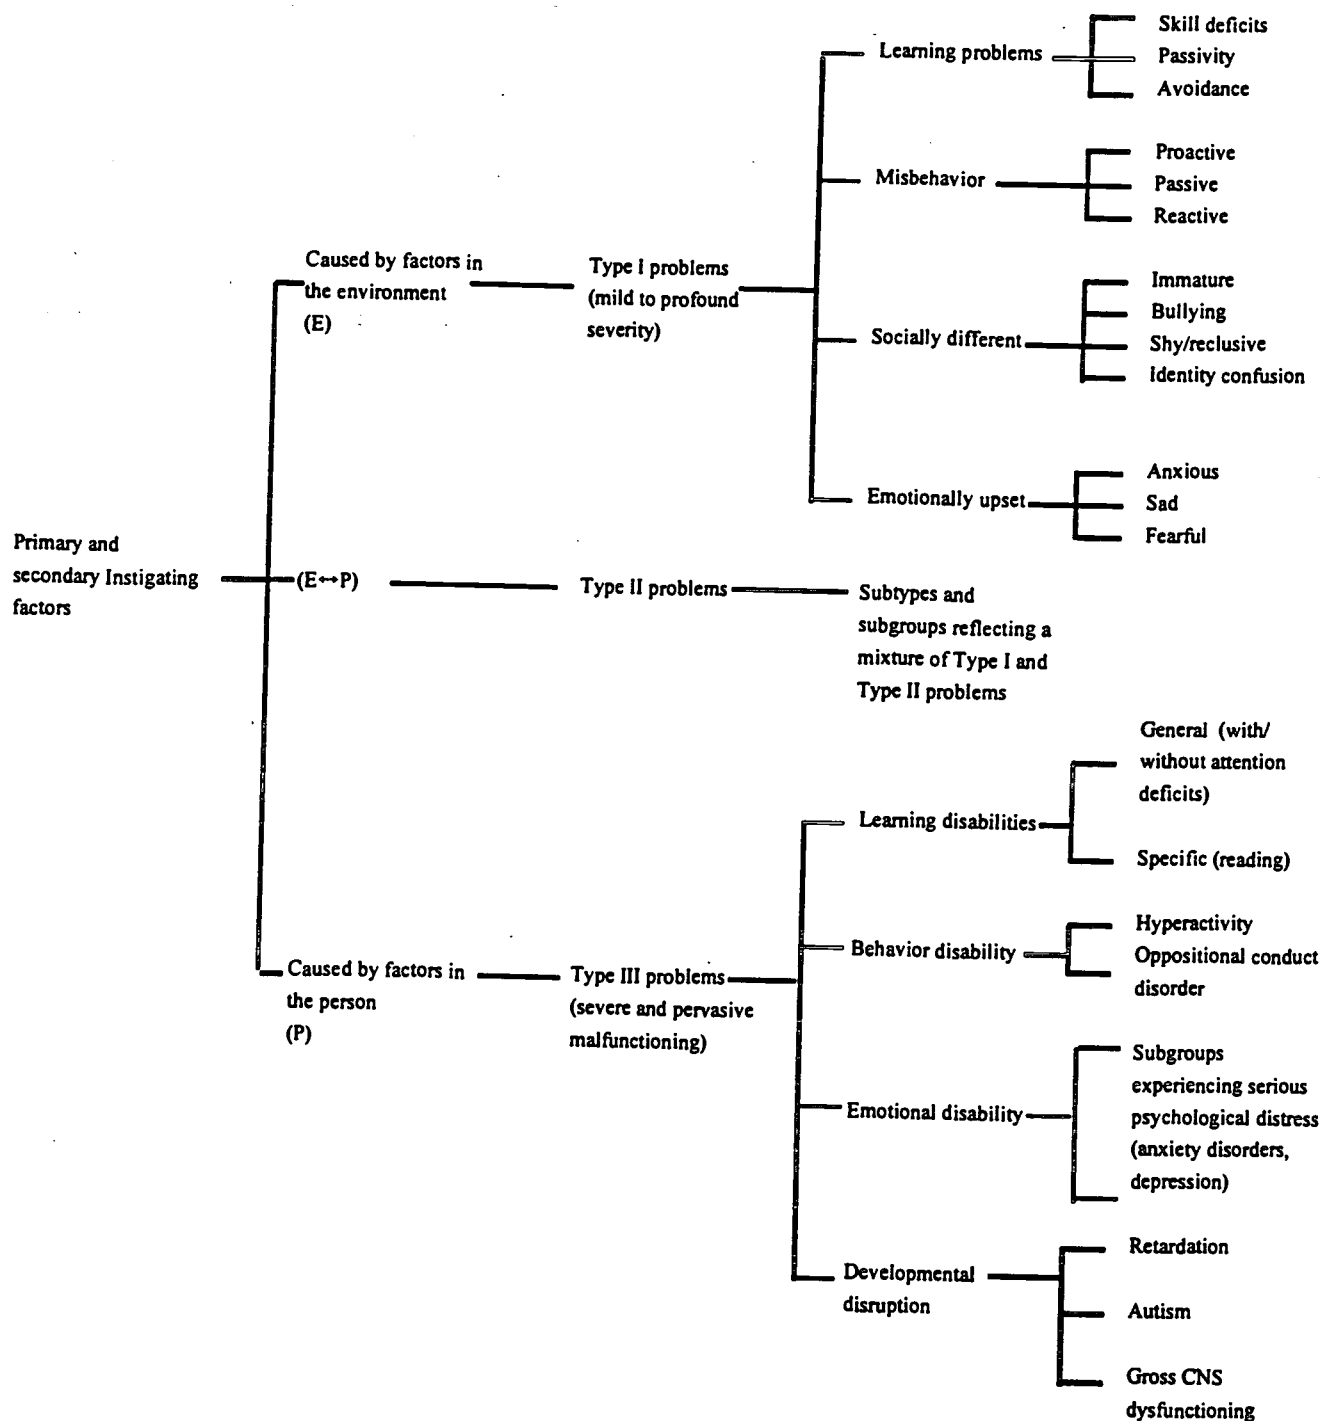 Skill deficits
Learning problems
Passivity
Avoidance
Proactive
Misbehavior
Passive
Reactive
Caused by factors in
the environment
(E)
Type I problems
(mild to profound
severity)
Immature
Bullying
Socially different
Shy/reclusive
Identity confusion
Anxious
Emotionally upset
Sad
Fearful
Primary and
secondary Instigating
factors
(E↔P)
Type II problems
Subtypes and
subgroups reflecting a
mixture of Type I and
Type II problems
General (with/
without attention
deficits)
Learning disabilities
Specific (reading)
Hyperactivity
Behavior disability
Oppositional conduct
disorder
Caused by factors in
the person
(P)
Type III problems
(severe and pervasive
malfunctioning)
Subgroups
experiencing serious
Emotional disability
psychological distress
(anxiety disorders,
depression)
Retardation
Developmental
disruption
Autism
Gross CNS
dysfunctioning